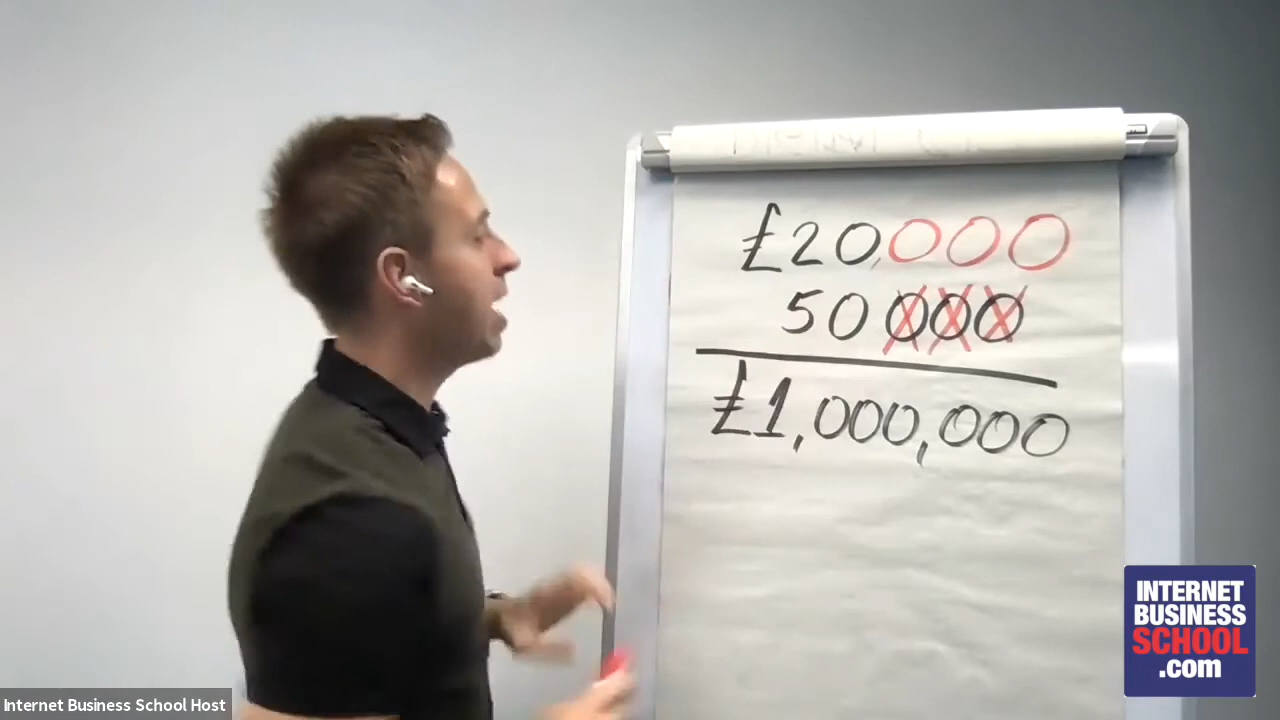 £20,000
50000
£1,000,000
INTERNET
BUSINESS
SCHOOL
.com
Internet Business School Host